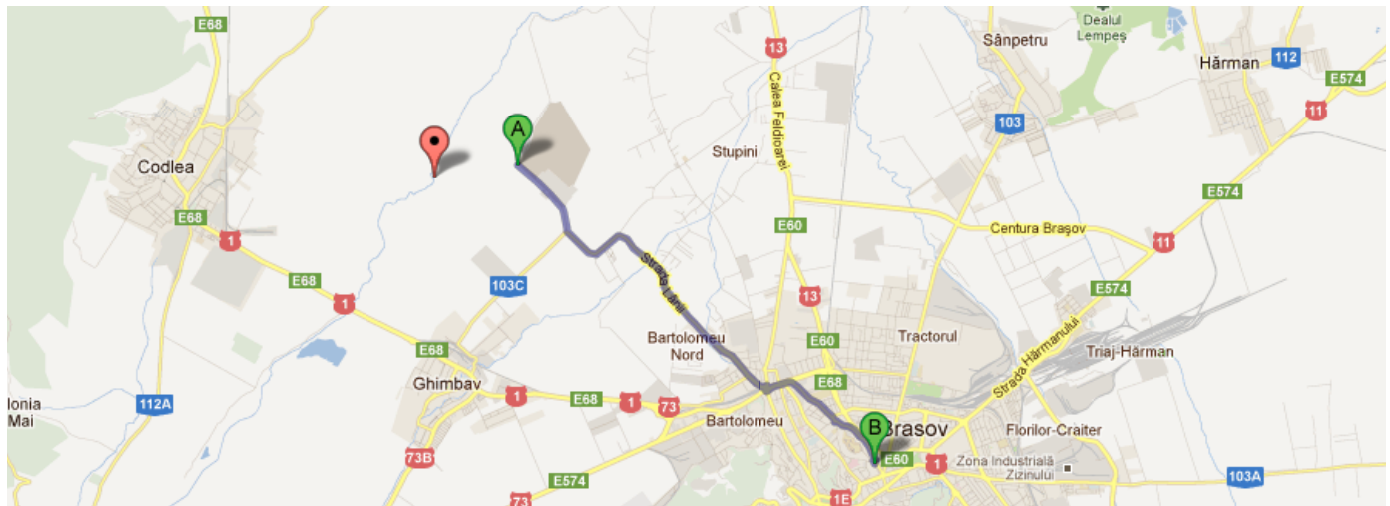 E68
13
Dealul
Lempeș
Sânpetru
Hărman
112
E574
11
A
Calea Feldioarei
103
Stupini
Codlea
E68
1
E574
E60
Centura Brașov
11
E68
1
103C
Strada Lânii
13
E574
Bartolomeu
Nord
E60
Tractorul
Strada Hărmanului
Triaj-Hărman
E68
Ghimbav
1
E68
1
73
E68
lonia
Mai
112A
Bartolomeu
B
Brasov
Florilor-Craiter
73B
E60
1
Zona Industrială
Zizinului
103A
E574
73
1E